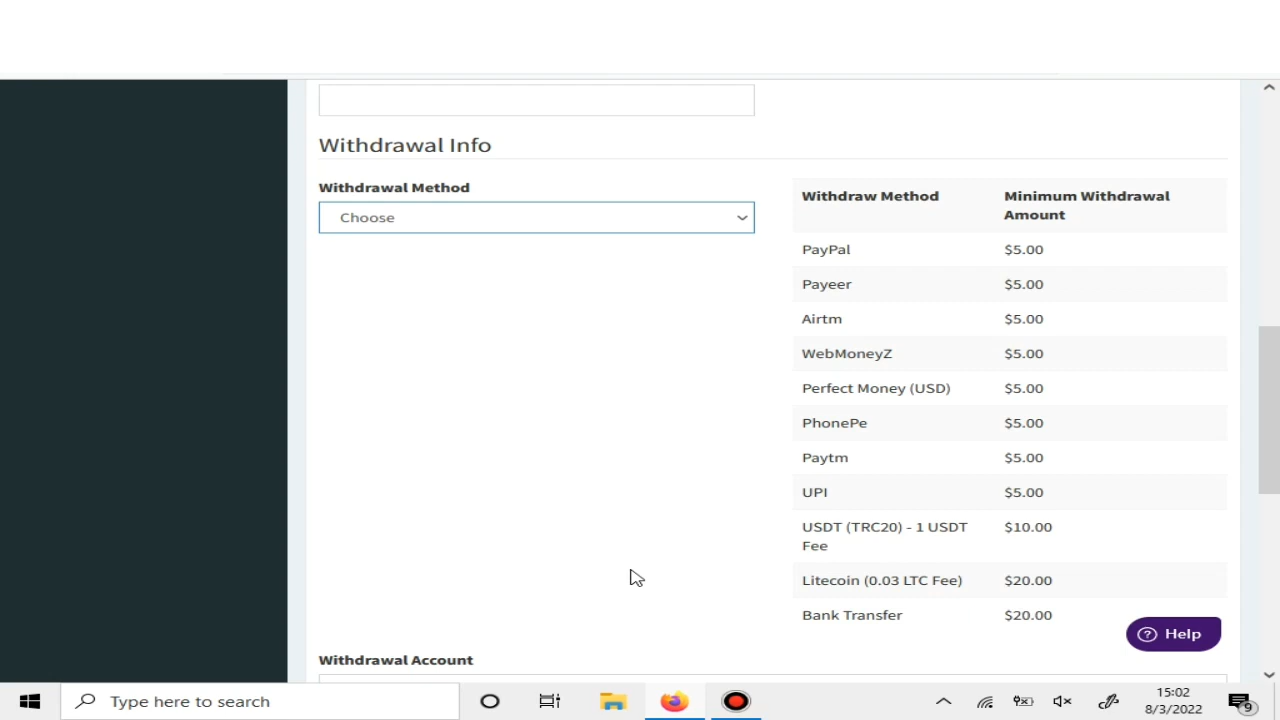 Withdrawal Info
Withdrawal Method
Choose
Withdraw Method Minimum Withdrawal Amount
PayPal $5.00
Payeer $5.00
Airtm $5.00
WebMoneyZ $5.00
Perfect Money (USD) $5.00
PhonePe $5.00
Paytm $5.00
UPI $5.00
USDT (TRC20) - 1 USDT Fee $10.00
Litecoin (0.03 LTC Fee) $20.00
Bank Transfer $20.00
Help
Withdrawal Account
Type here to search
15:02
8/3/2022
9